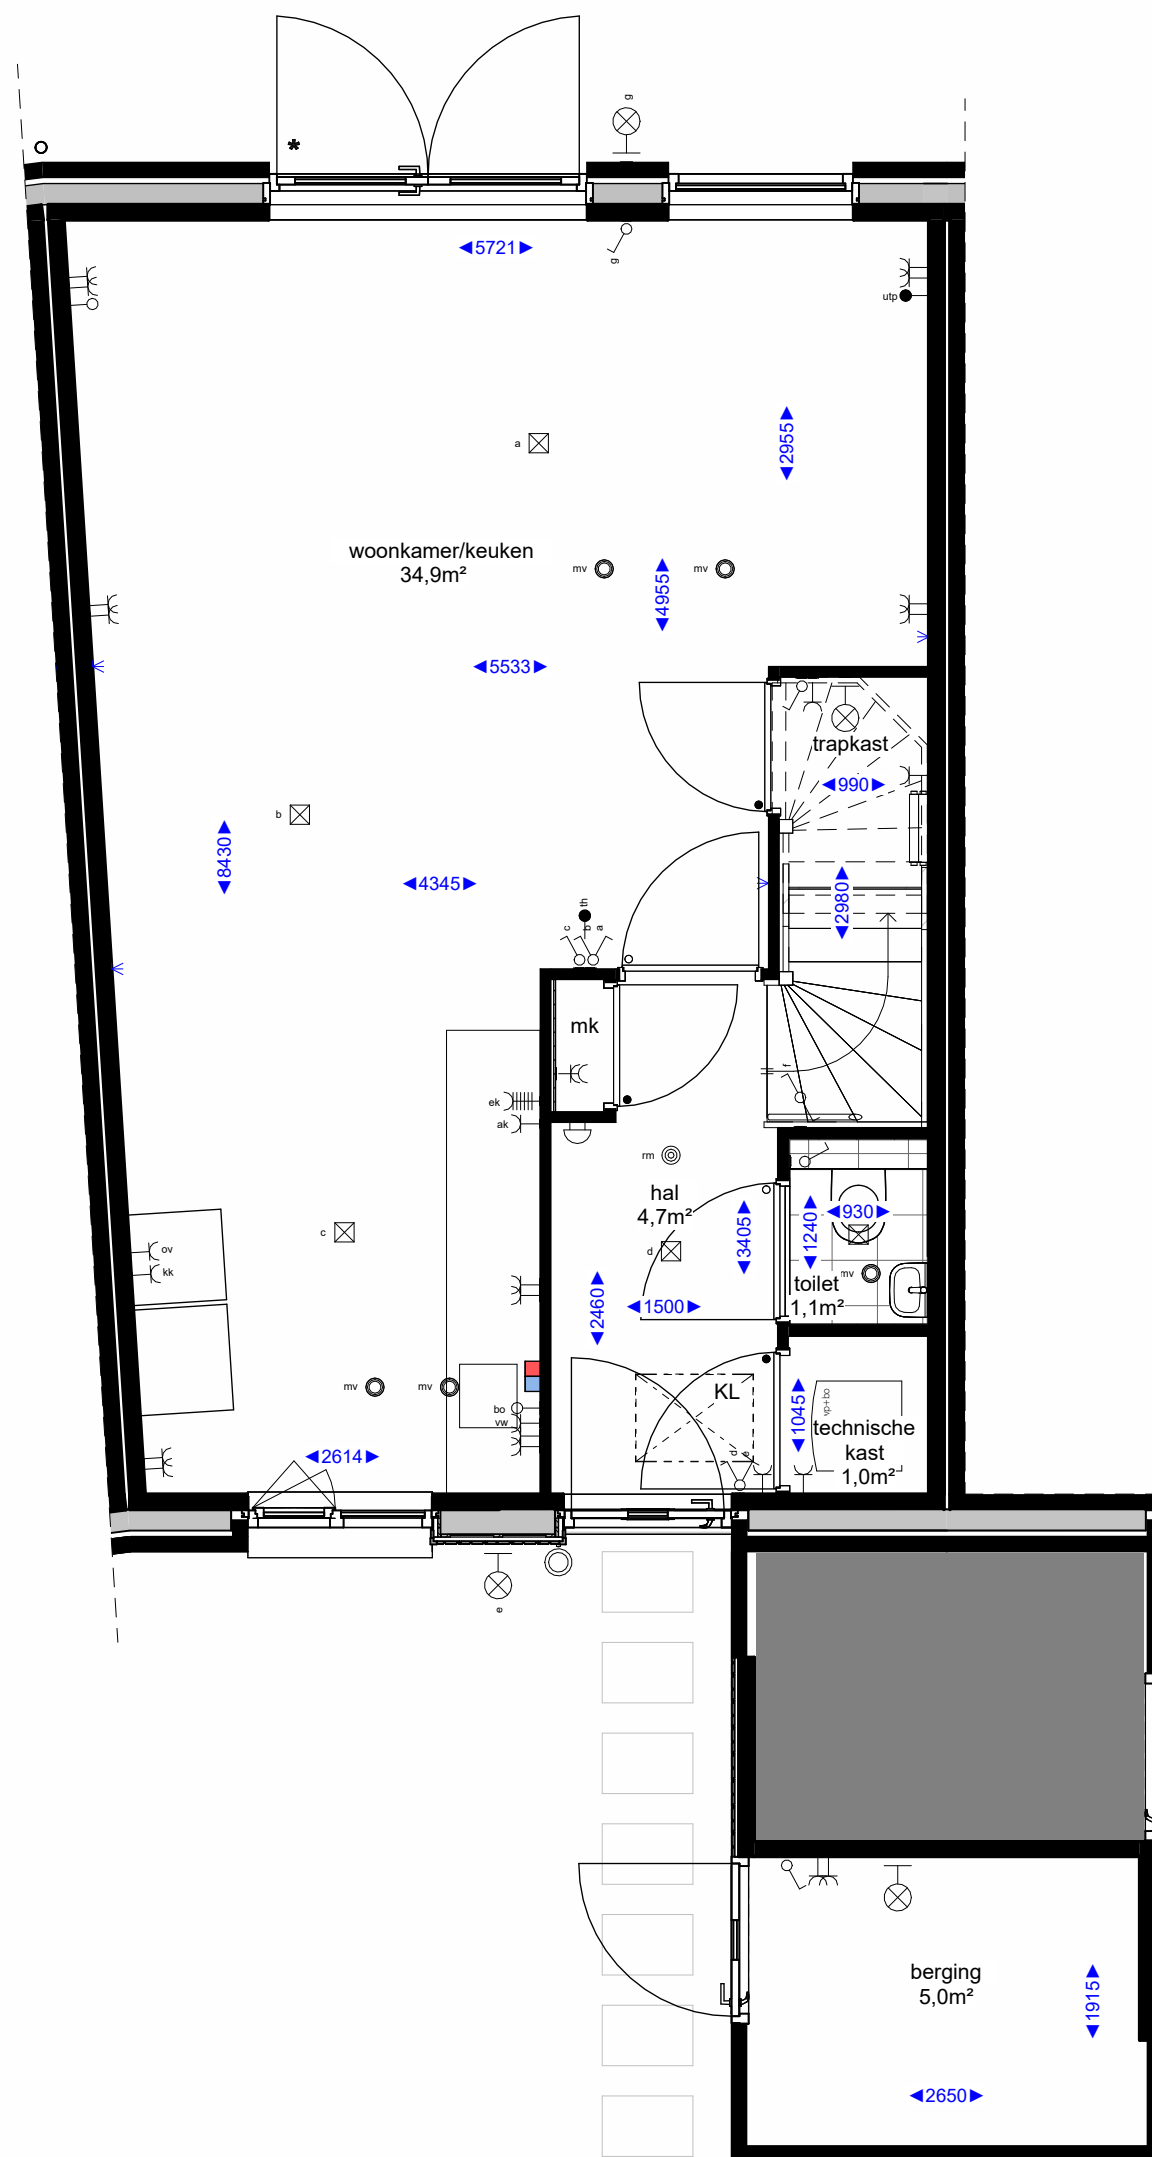 g
*
5721
g
utp
2955
a
woonkamer/keuken
34,9m²
mv
mv
4955
5533
trapkast
990
b
8430
4345
2980
th
c
b
a
mk
f
ek
ak
rm
hal
4,7m²
3405
1240
930
c
d
ov
kk
mv
toilet
1,1m²
2460
1500
mv
mv
KL
bo
vw
1045
vp+bo
technische
kast
1,0m²
d
e
2614
e
berging
5,0m²
1915
2650